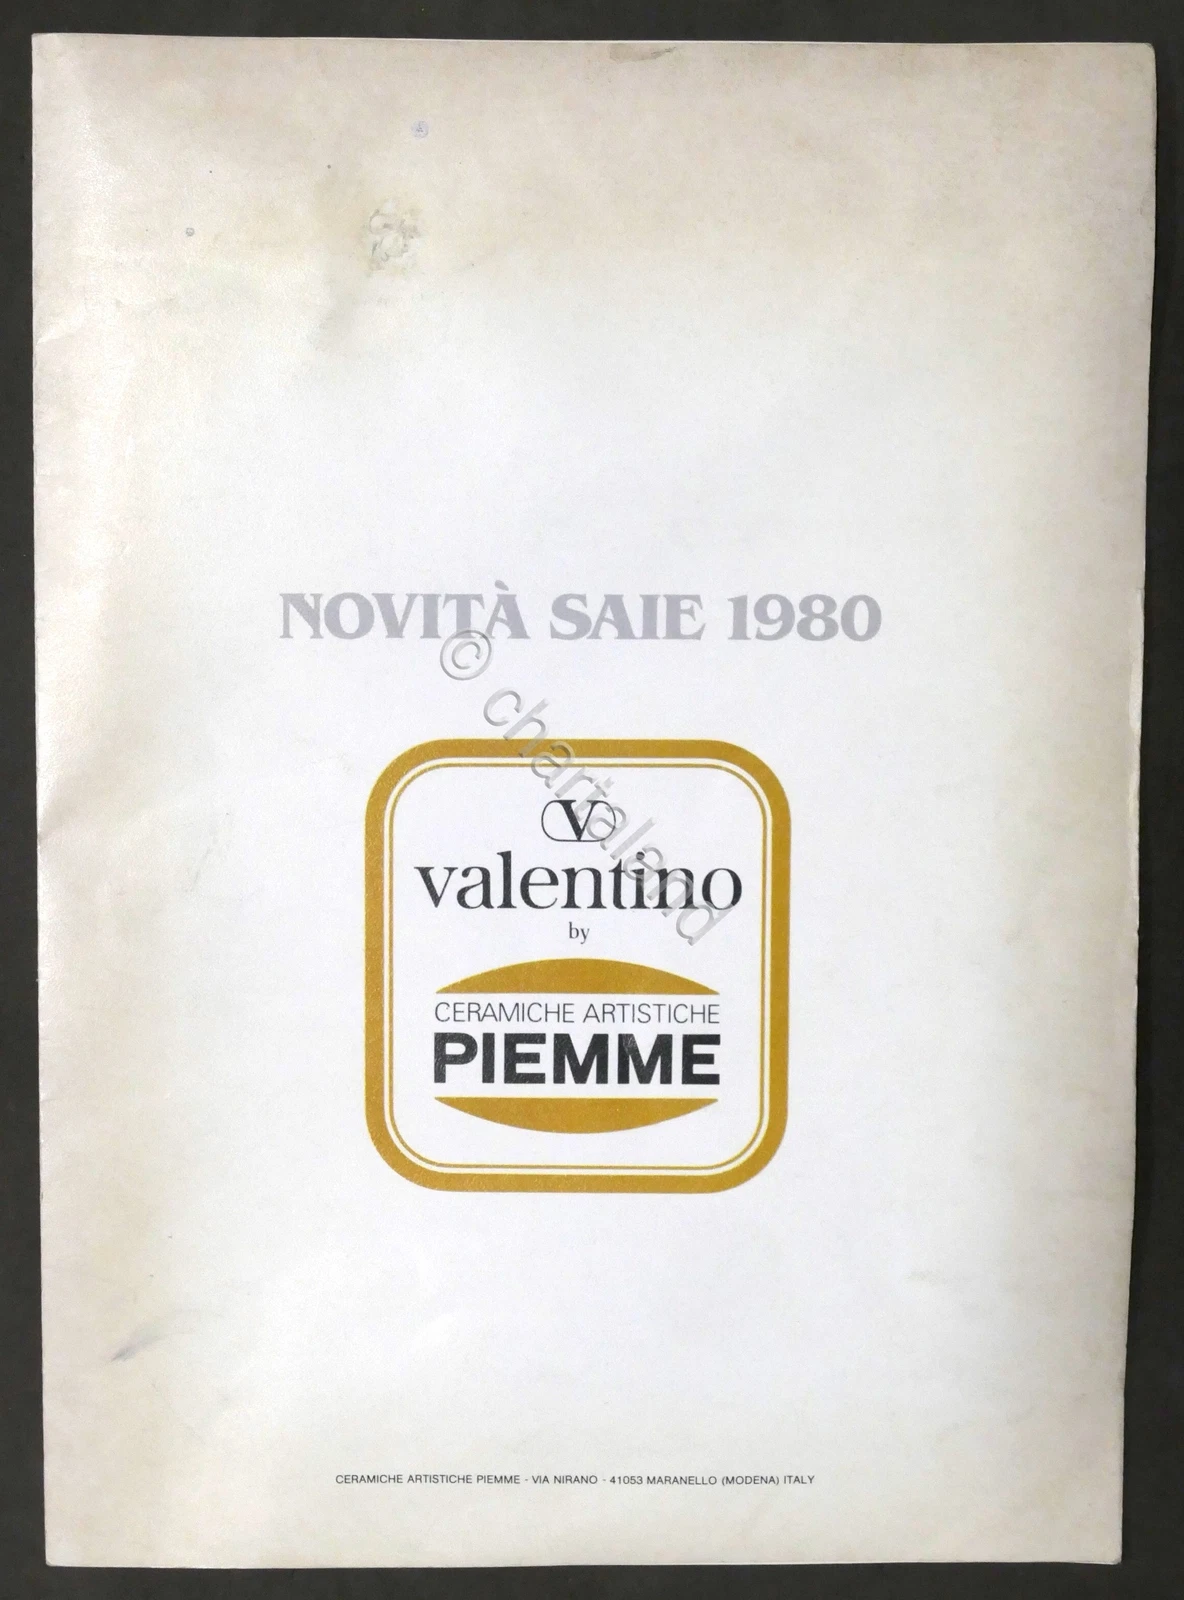 NOVITÀ SAIE 1980
© chartaland
V
valentino
by
CERAMICHE ARTISTICHE
PIEMME
CERAMICHE ARTISTICHE PIEMME - VIA NIRANO - 41053 MARANELLO (MODENA) ITALY